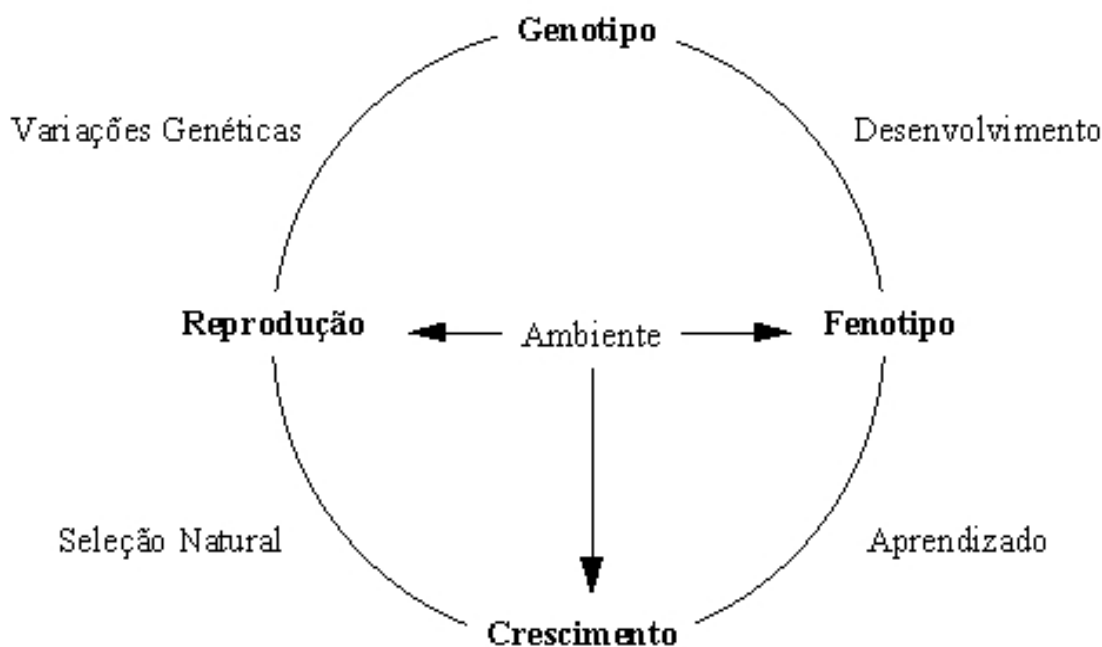 Genotipo
Variações Genéticas
Desenvolvimento
Reprodução
Ambiente
Fenotipo
Seleção Natural
Aprendizado
Crescimento